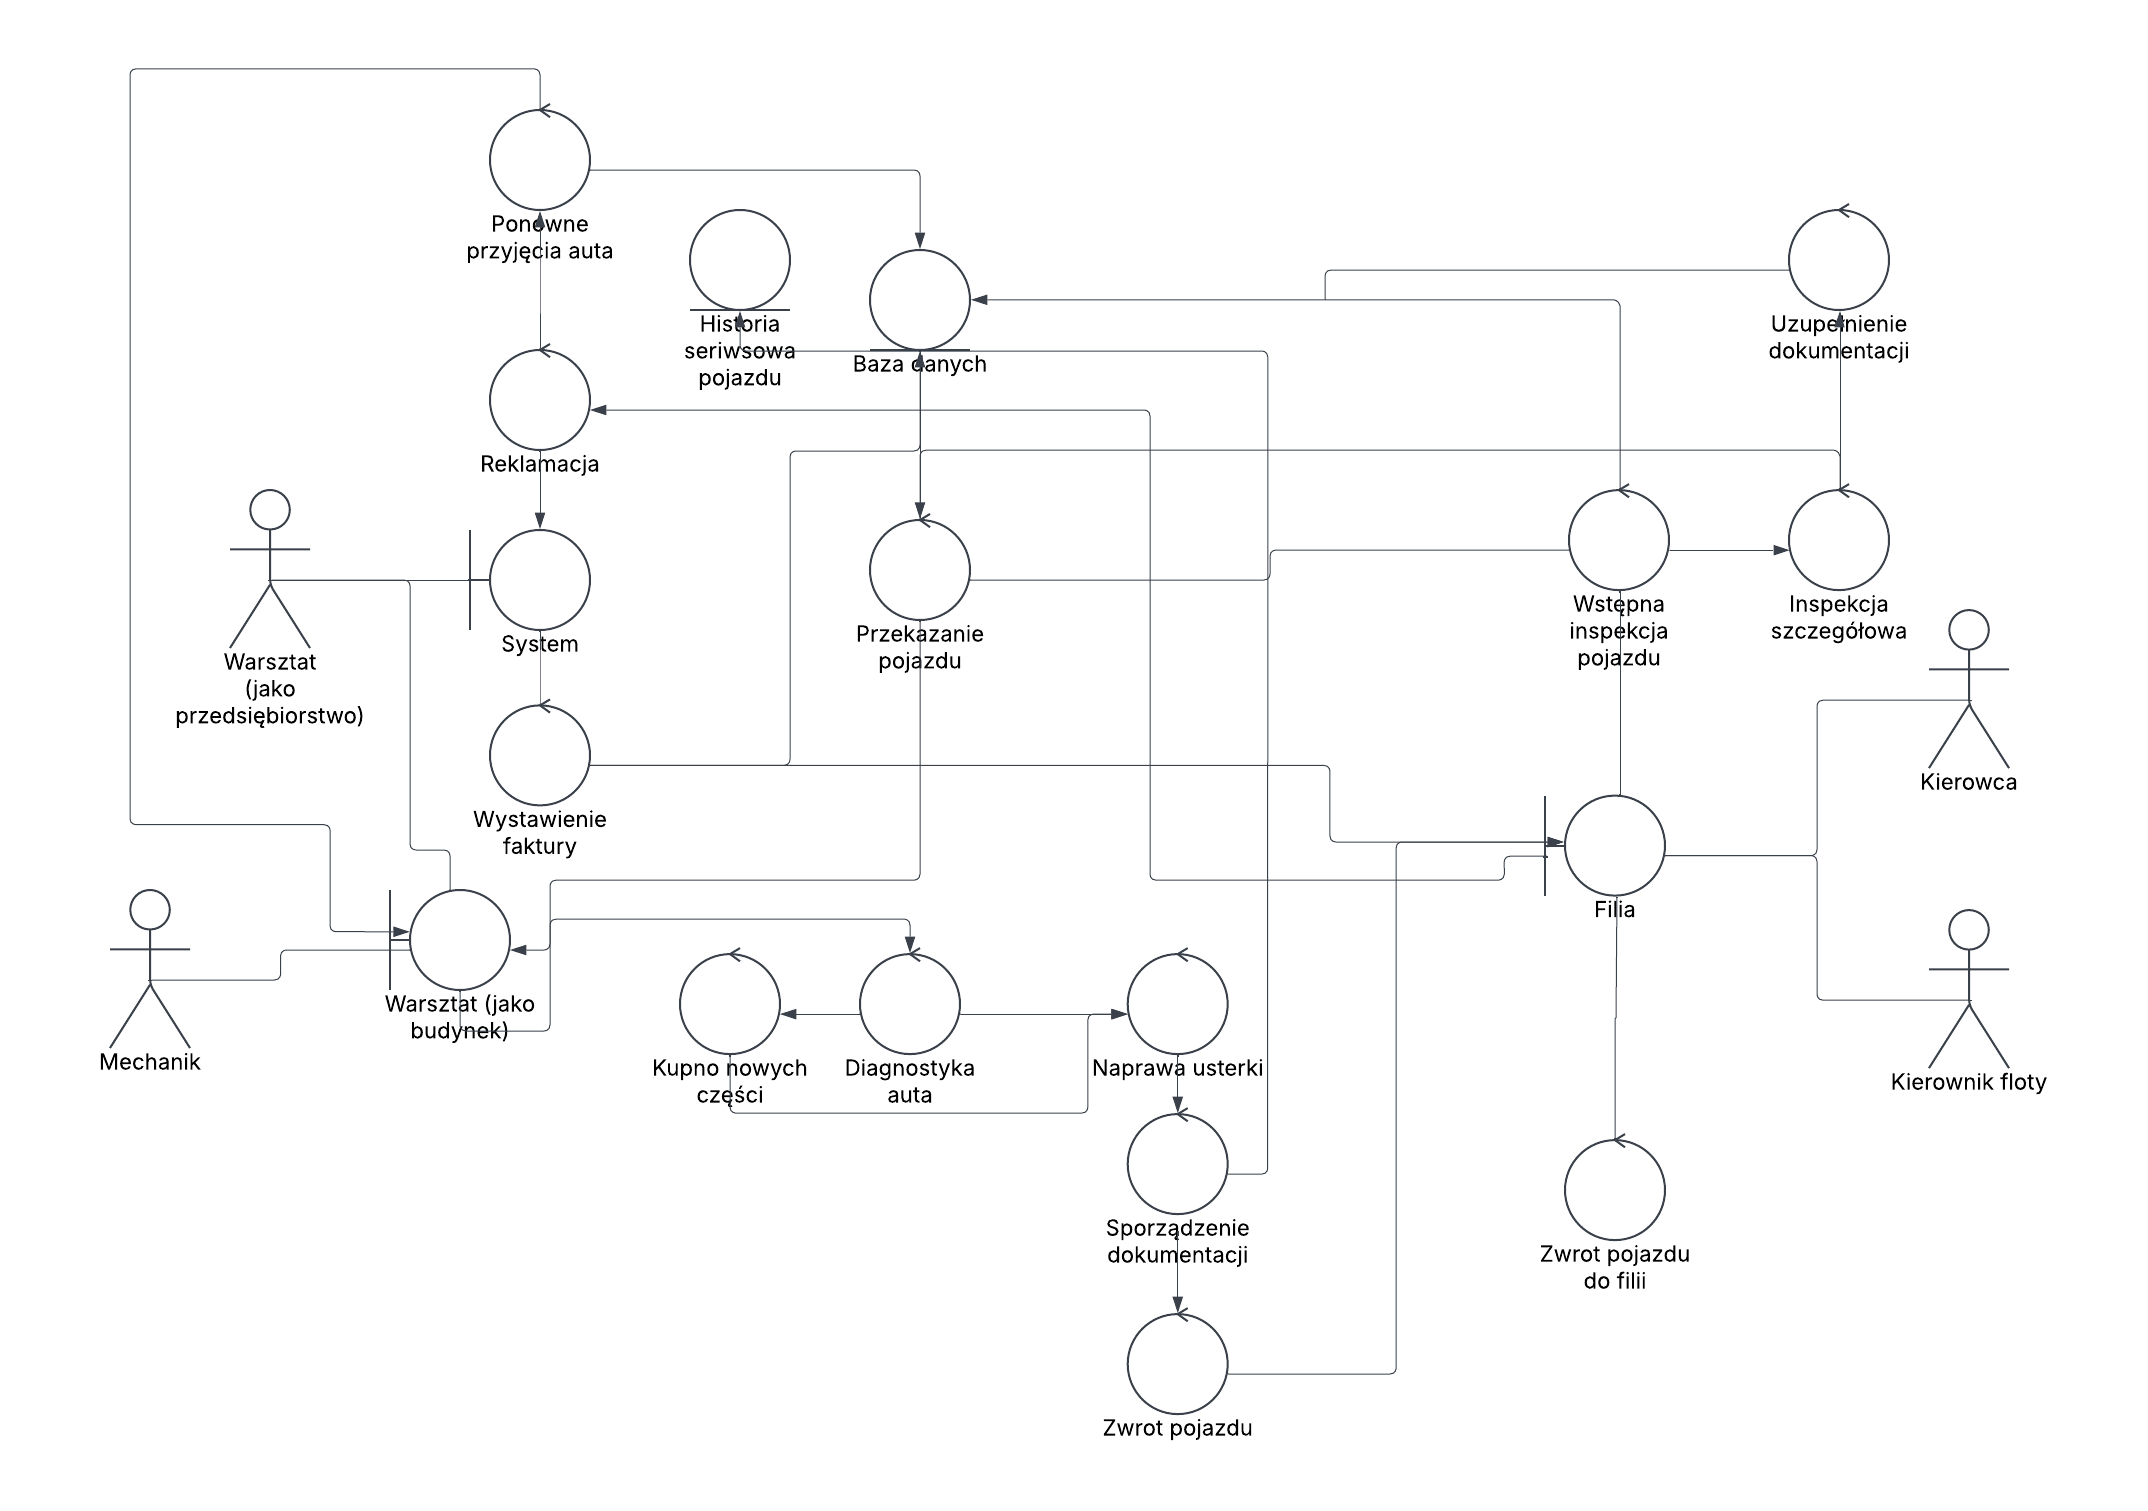 Ponowne
przyjęcia auta
Historia
seriwsowa
pojazdu
Baza danych
Uzupełnienie
dokumentacji
Reklamacja
Warsztat
(jako
przedsiębiorstwo)
System
Przekazanie
pojazdu
Wstępna
inspekcja
pojazdu
Inspekcja
szczegółowa
Kierowca
Wystawienie
faktury
Filia
Mechanik
Warsztat (jako
budynek)
Kupno nowych
części
Diagnostyka
auta
Naprawa usterki
Kierownik floty
Sporządzenie
dokumentacji
Zwrot pojazdu
do filii
Zwrot pojazdu